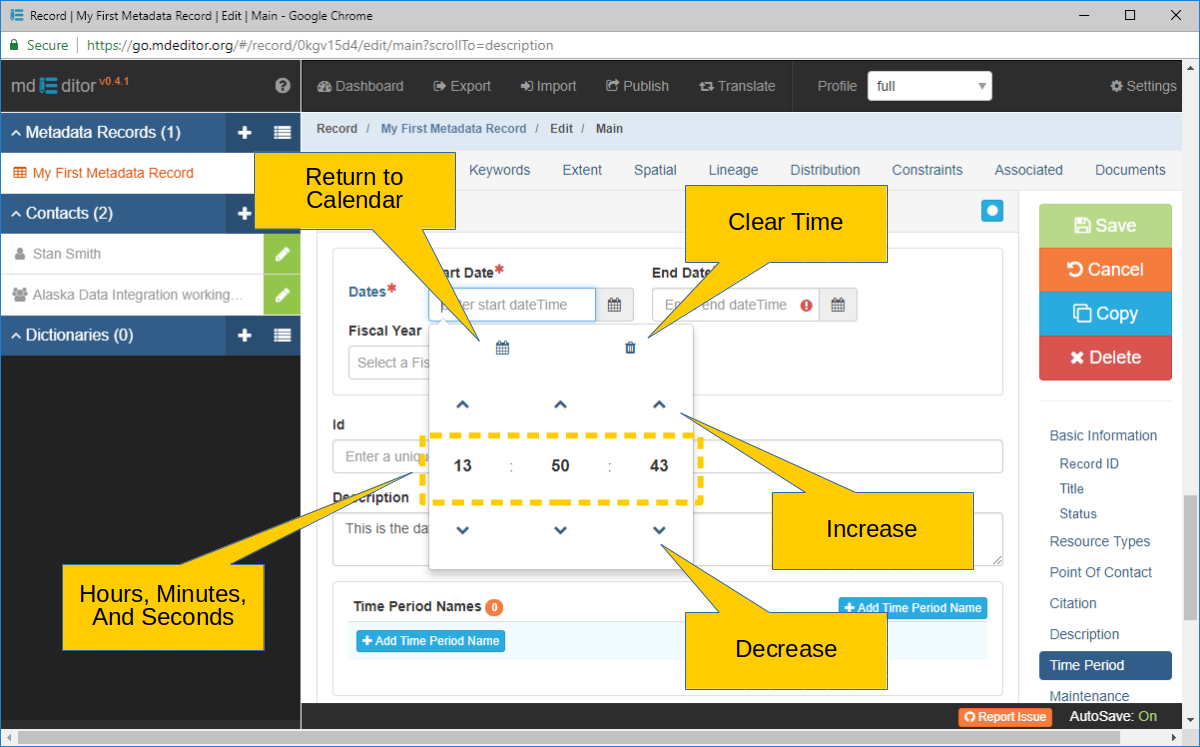 Record | My First Metadata Record | Edit | Main - Google Chrome
Secure
https://go.mdeditor.org/#/record/0kgv15d4/edit/main?scrollTo=description
md Editor v0.4.1
Dashboard
Export
Import
Publish
Translate
Profile
full
Settings
Metadata Records (1)
Record / My First Metadata Record / Edit / Main
My First Metadata Record
Keywords
Extent
Spatial
Lineage
Distribution
Constraints
Associated
Documents
Return to
Calendar
Clear Time
Contacts (2)
Stan Smith
Alaska Data Integration working...
Dictionaries (0)
Save
Cancel
Copy
Delete
Dates*
art Date*
End Date
er start dateTime
end dateTime
Fiscal Year
Select a Fis
Id
Enter a uniqu
13 : 50 : 43
Description
This is the da
Increase
Hours, Minutes,
And Seconds
Decrease
Time Period Names 0
Add Time Period Name
Add Time Period Name
Basic Information
Record ID
Title
Status
Resource Types
Point Of Contact
Citation
Description
Time Period
Maintenance
Report Issue
AutoSave: On